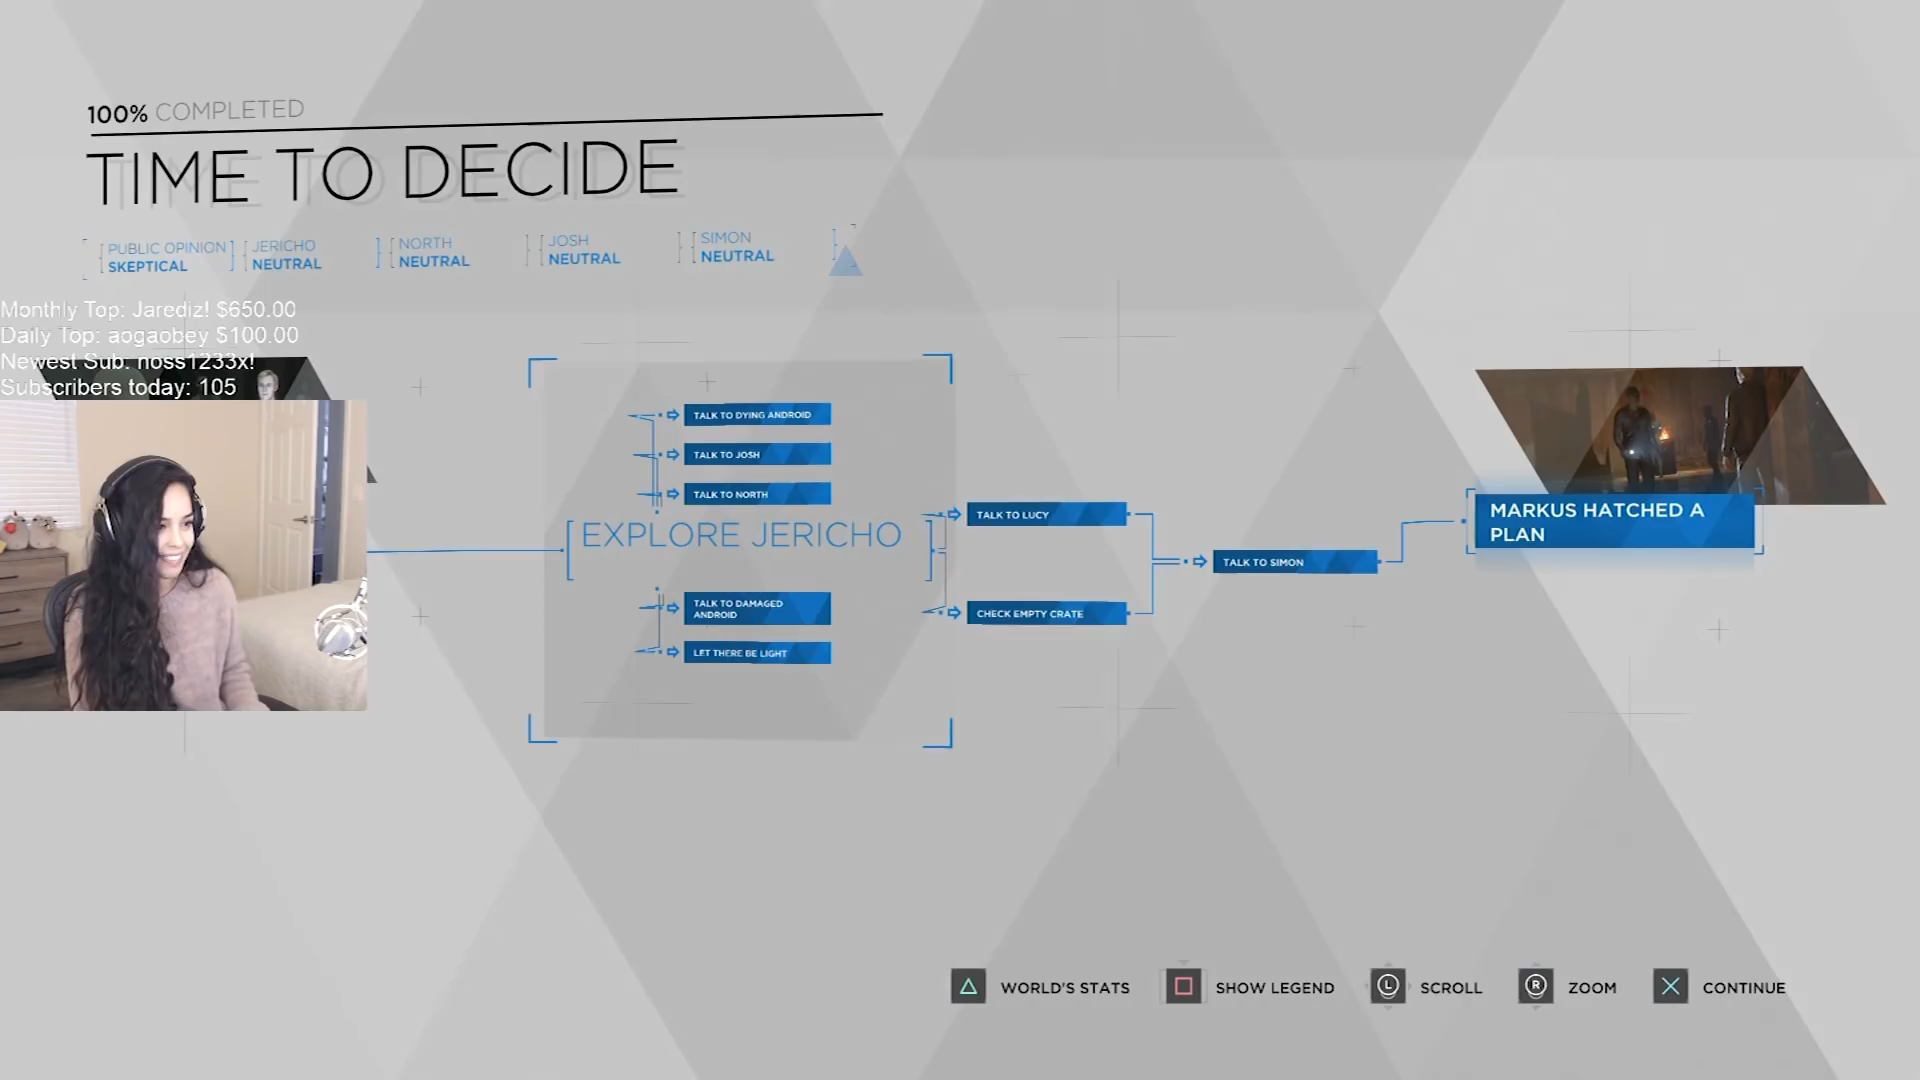 100% COMPLETED
TIME TO DECIDE
PUBLIC OPINION
SKEPTICAL
JERICHO
NEUTRAL
NORTH
NEUTRAL
JOSH
NEUTRAL
SIMON
NEUTRAL
Monthly Top: Jarediz! $650.00
Daily Top: aogaobey $100.00
Newest Sub: noss1233x!
Subscribers today: 105
TALK TO DYING ANDROID
TALK TO JOSH
TALK TO NORTH
EXPLORE JERICHO
TALK TO DAMAGED
ANDROID
LET THERE BE LIGHT
TALK TO LUCY
CHECK EMPTY CRATE
TALK TO SIMON
MARKUS HATCHED A
PLAN
WORLD'S STATS
SHOW LEGEND
L
SCROLL
R
ZOOM
CONTINUE